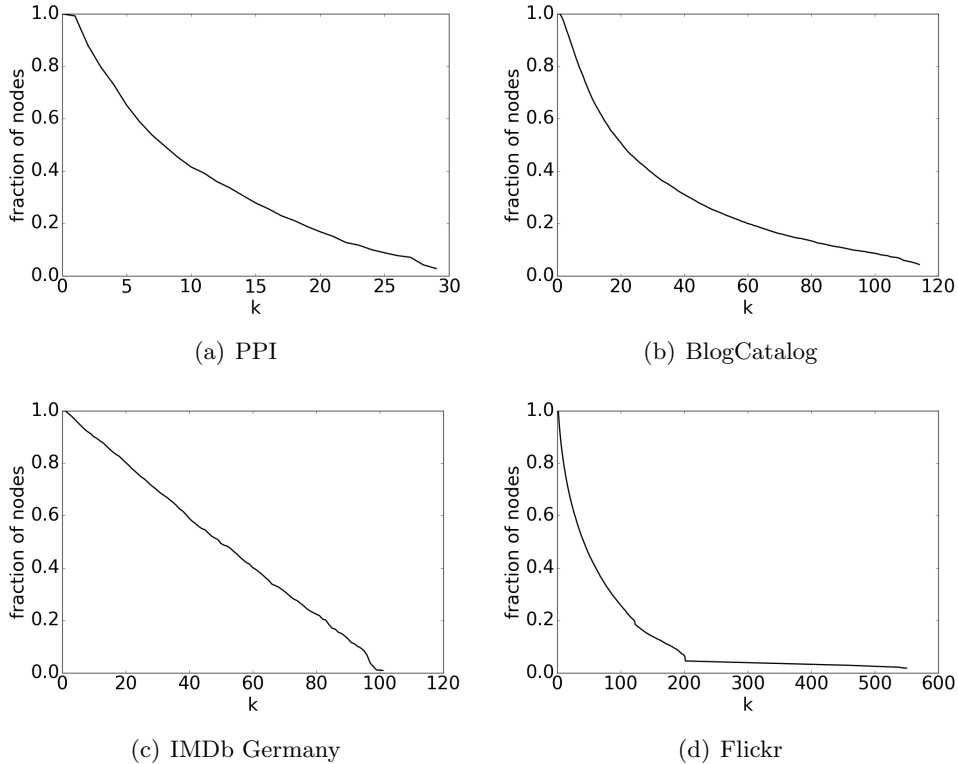 1.0
0.8
0.6
0.4
0.2
0.0
fraction of nodes
0 5 10 15 20 25 30
k
(a) PPI
1.0
0.8
0.6
0.4
0.2
0.0
fraction of nodes
0 20 40 60 80 100 120
k
(b) BlogCatalog
1.0
0.8
0.6
0.4
0.2
0.0
fraction of nodes
0 20 40 60 80 100 120
k
(c) IMDb Germany
1.0
0.8
0.6
0.4
0.2
0.0
fraction of nodes
0 100 200 300 400 500 600
k
(d) Flickr